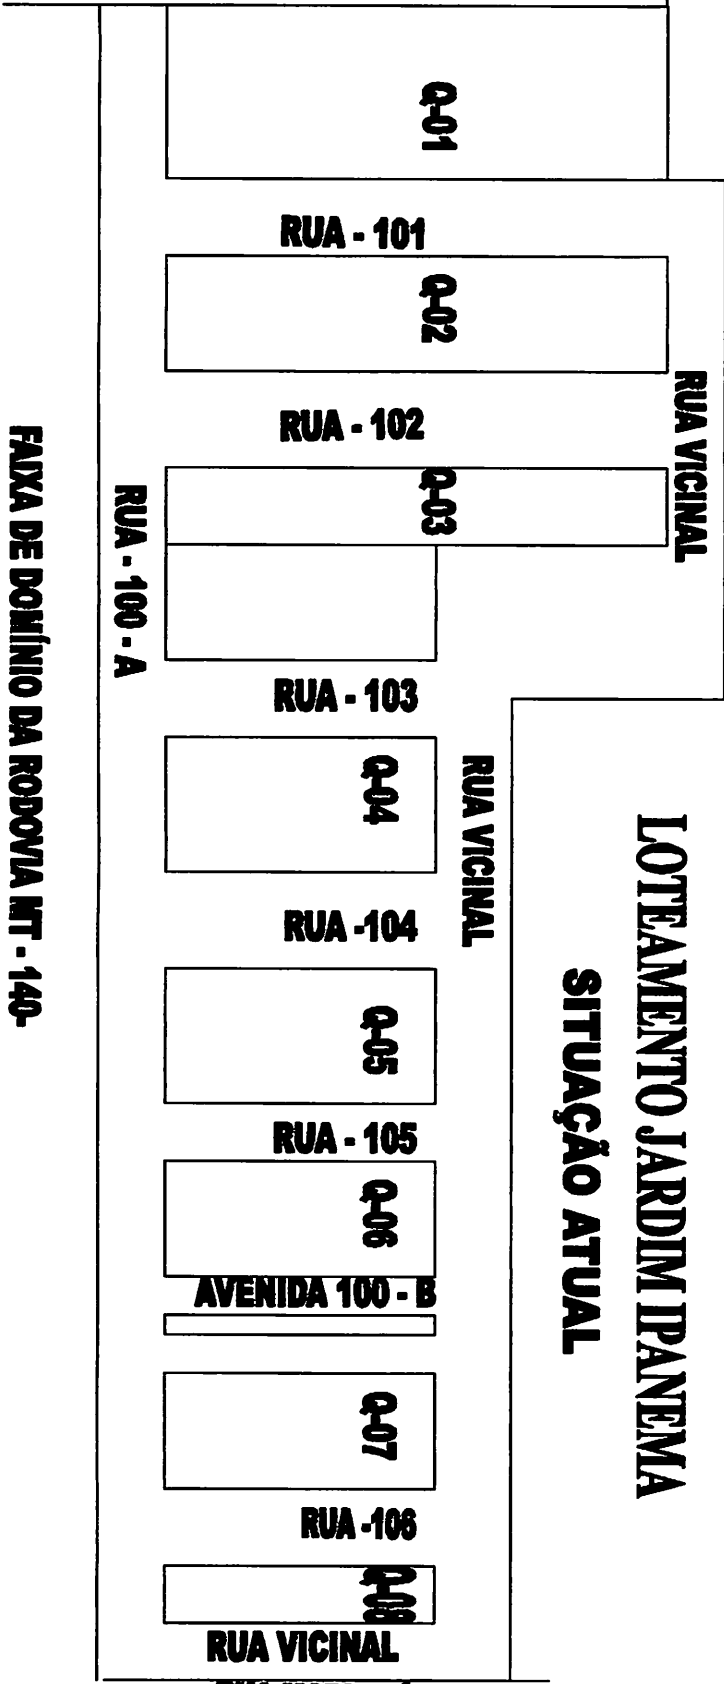 Q-01
RUA - 101
Q-02
RUA VICINAL
RUA - 102
Q-03
RUA - 100 - A
FAIXA DE DOMÍNIO DA RODOVIA MT - 140-
RUA - 103
Q-04
RUA VICINAL
LOTEAMENTO JARDIM IPANEMA
SITUAÇÃO ATUAL
RUA -104
Q-05
RUA - 105
Q-06
AVENIDA 100 - B
Q-07
RUA -106
Q-08
RUA VICINAL